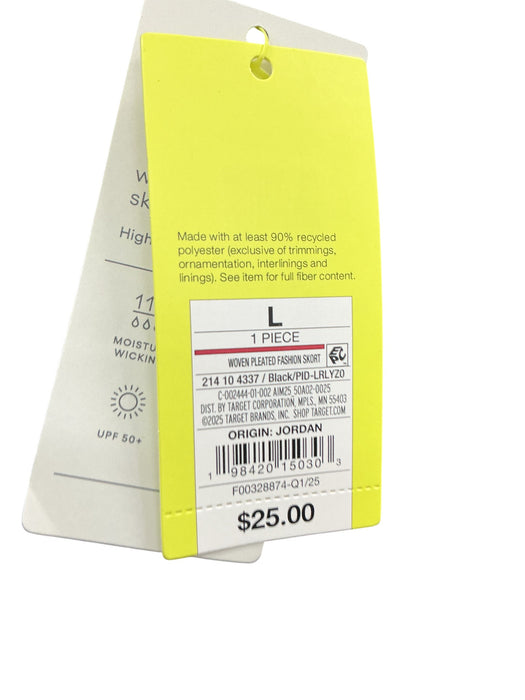 Made with at least 90% recycled
polyester (exclusive of trimmings,
ornamentation, interlinings and
linings). See item for full fiber content.
L
1 PIECE
WOVEN PLEATED FASHION SKORT
214 10 4337 / Black/PID-LRLYZ0
C-002444-01-002 AIM25_50A02-0025
DIST. BY TARGET CORPORATION, MPLS., MN 55403
©2025 TARGET BRANDS, INC. SHOP TARGET.COM
ORIGIN: JORDAN
1 98420 15030 3
F00328874-Q1/25
$25.00
High
11
MOISTU
WICKIN
UPF 50+